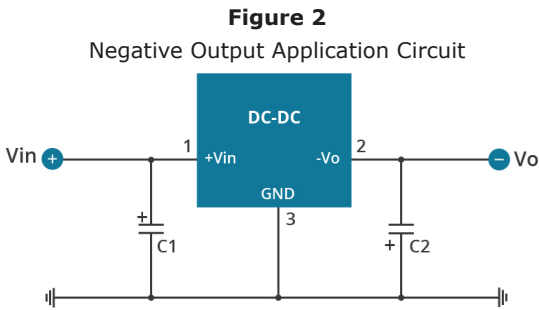 Figure 2
Negative Output Application Circuit
DC-DC
Vin +
1
+Vin
-Vo
2
− Vo
GND
3
+
C1
+
C2